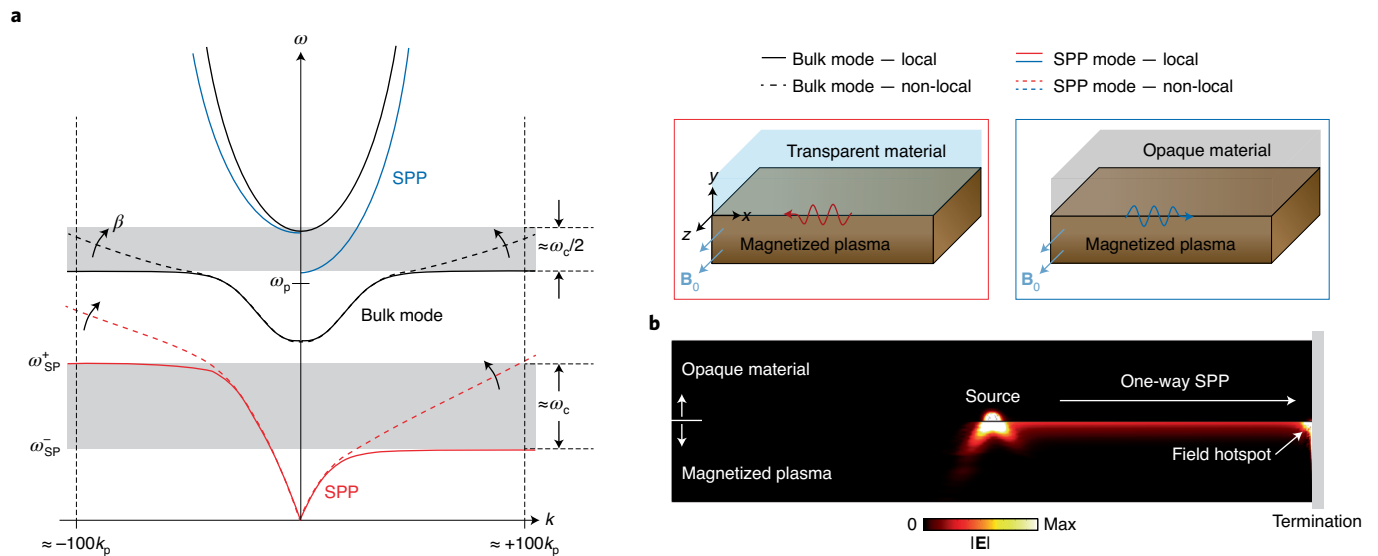 a
ω
Bulk mode — local
Bulk mode — non-local
SPP mode — local
SPP mode — non-local
SPP
β
≈ω_c/2
ω_p
Bulk mode
ω⁺_SP
≈ω_c
ω⁻_SP
SPP
k
≈ −100k_p
≈ +100k_p
Transparent material
y
x
z
Magnetized plasma
B₀
Opaque material
Magnetized plasma
B₀
b
Opaque material
One-way SPP
Source
Magnetized plasma
Field hotspot
0
Max
|E|
Termination